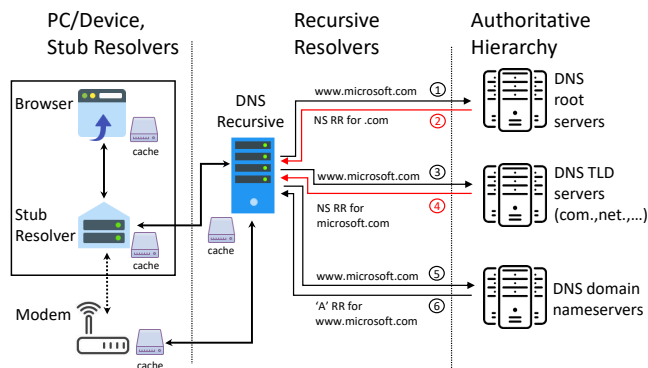 PC/Device,
Stub Resolvers
Recursive
Resolvers
Authoritative
Hierarchy
Browser
cache
Stub
Resolver
cache
Modem
cache
DNS
Recursive
cache
www.microsoft.com 1
NS RR for .com 2
www.microsoft.com 3
NS RR for 4
microsoft.com
www.microsoft.com 5
‘A’ RR for 6
www.microsoft.com
DNS
root
servers
DNS TLD
servers
(com.,net.,...)
DNS domain
nameservers